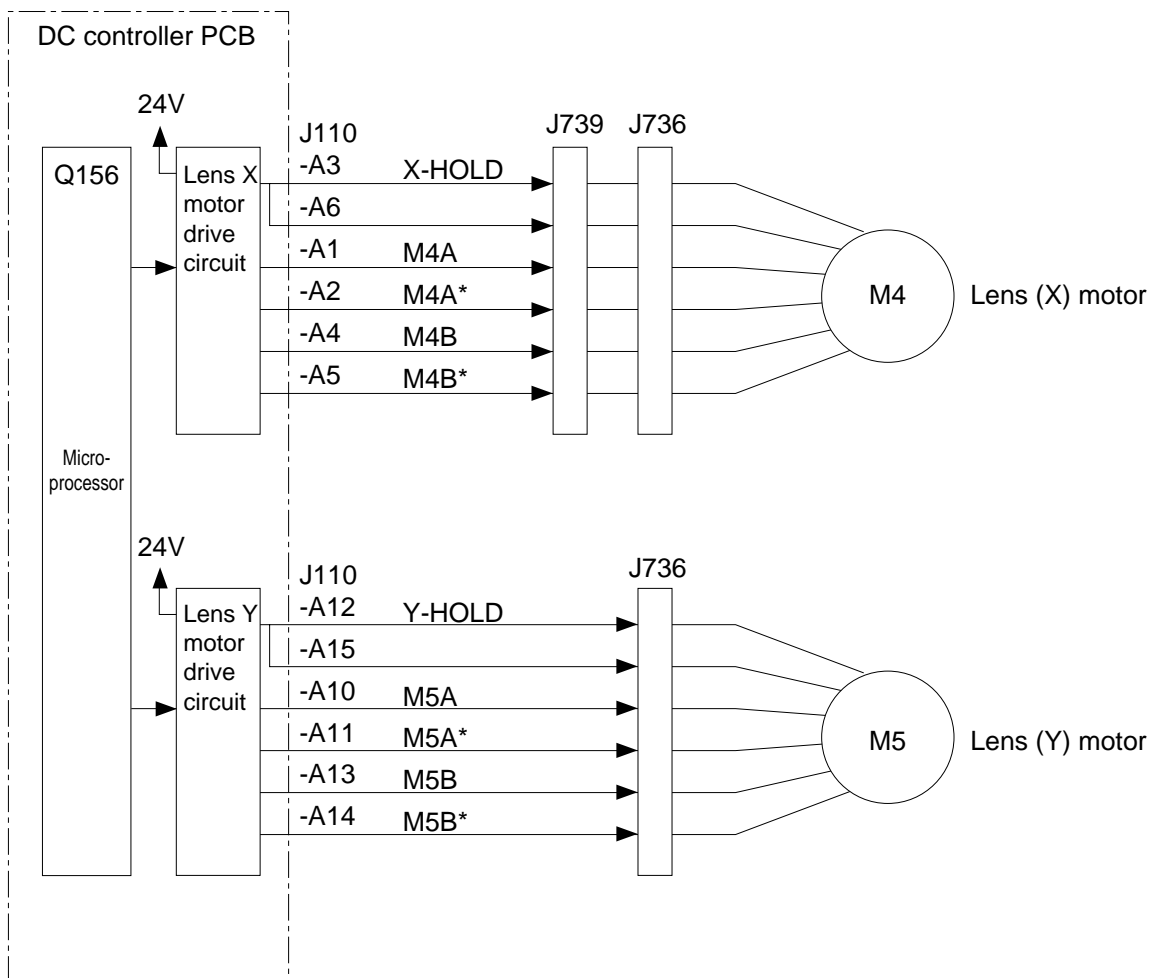 DC controller PCB
24V
J110
J739
J736
Q156
Lens X
motor
drive
circuit
-A3
X-HOLD
-A6
-A1
M4A
-A2
M4A*
-A4
M4B
-A5
M4B*
M4
Lens (X) motor
Micro-
processor
24V
J110
J736
Lens Y
motor
drive
circuit
-A12
Y-HOLD
-A15
-A10
M5A
-A11
M5A*
-A13
M5B
-A14
M5B*
M5
Lens (Y) motor